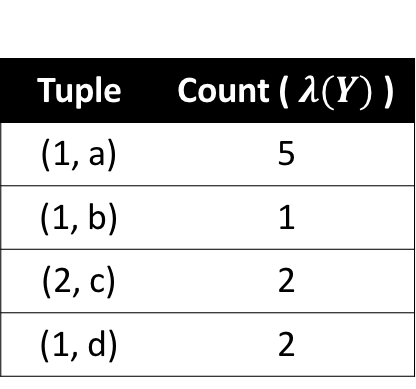 Tuple Count ( λ(Y) )
(1, a) 5
(1, b) 1
(2, c) 2
(1, d) 2